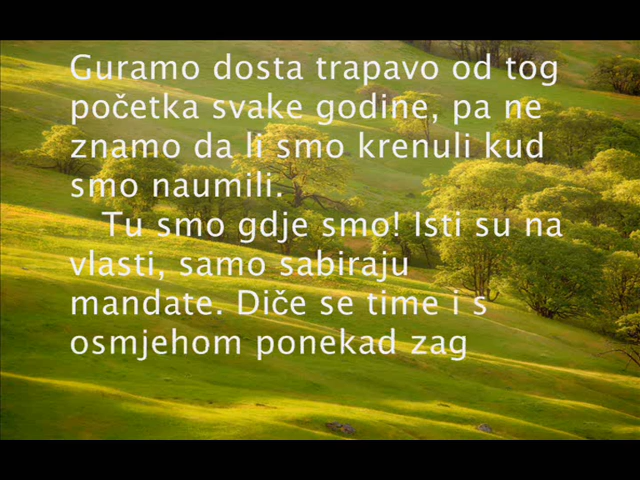 Guramo dosta trapavo od tog
početka svake godine, pa ne
znamo da li smo krenuli kud
smo naumili.
Tu smo gdje smo! Isti su na
vlasti, samo sabiraju
mandate. Diče se time i s
osmjehom ponekad zag